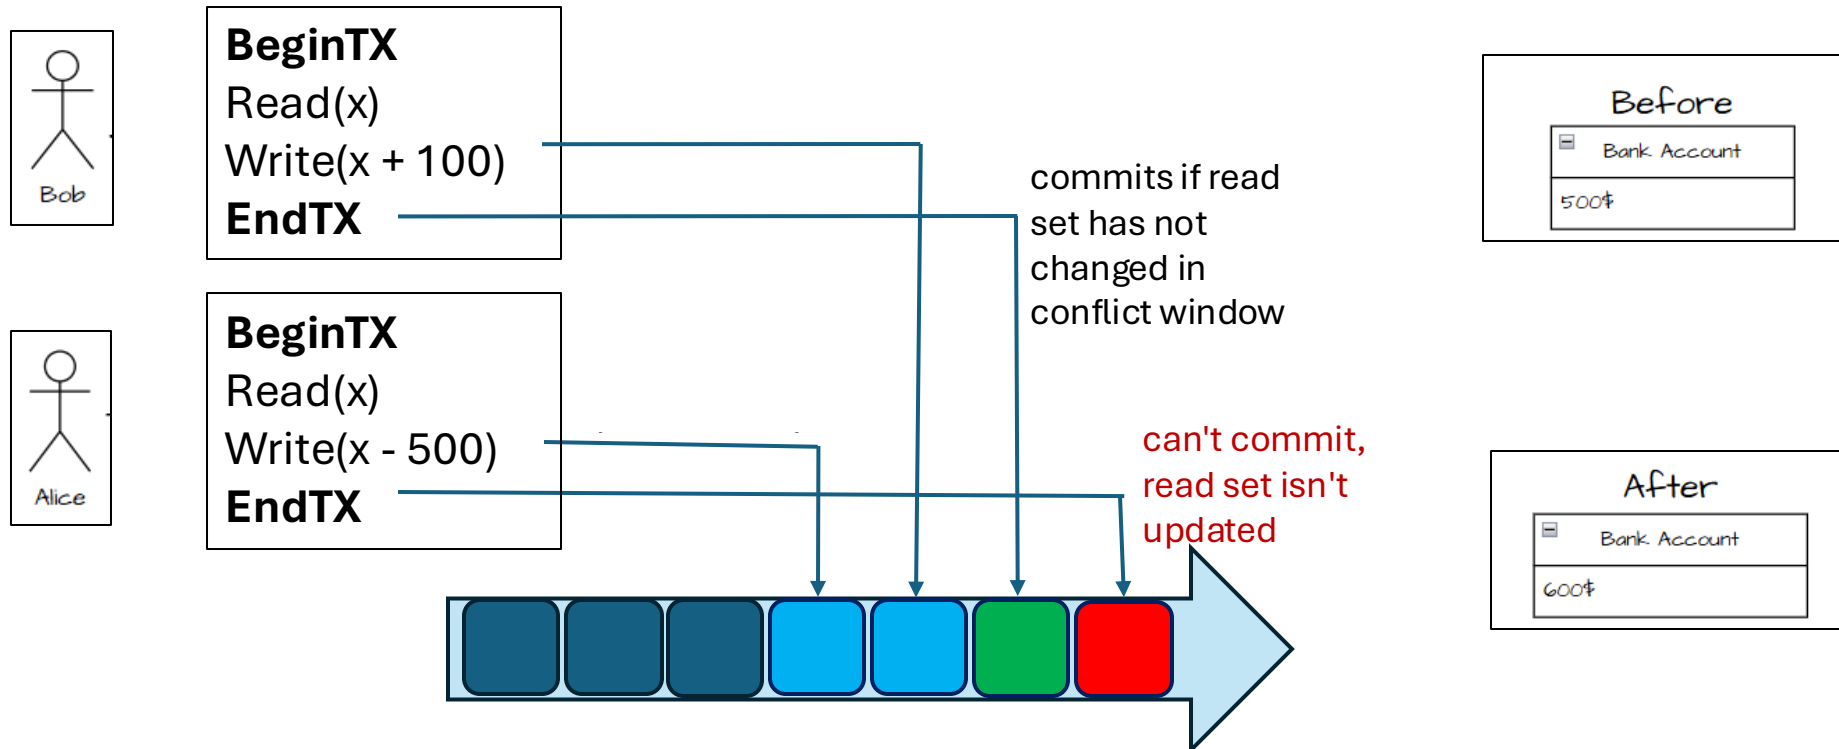 Bob
BeginTX
Read(x)
Write(x + 100)
EndTX
Alice
BeginTX
Read(x)
Write(x - 500)
EndTX
commits if read
set has not
changed in
conflict window
can't commit,
read set isn't
updated
Before
Bank Account
500$
After
Bank Account
600$